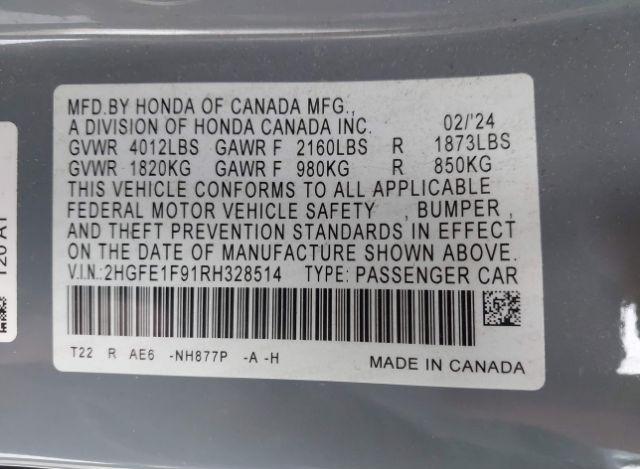 MFD.BY HONDA OF CANADA MFG.,
A DIVISION OF HONDA CANADA INC. 02/'24
GVWR 4012LBS GAWR F 2160LBS R 1873LBS
GVWR 1820KG GAWR F 980KG R 850KG
THIS VEHICLE CONFORMS TO ALL APPLICABLE
FEDERAL MOTOR VEHICLE SAFETY , BUMPER ,
AND THEFT PREVENTION STANDARDS IN EFFECT
ON THE DATE OF MANUFACTURE SHOWN ABOVE.
V.I.N.:2HGFE1F91RH328514 TYPE: PASSENGER CAR
T22 R AE6 -NH877P -A -H
MADE IN CANADA